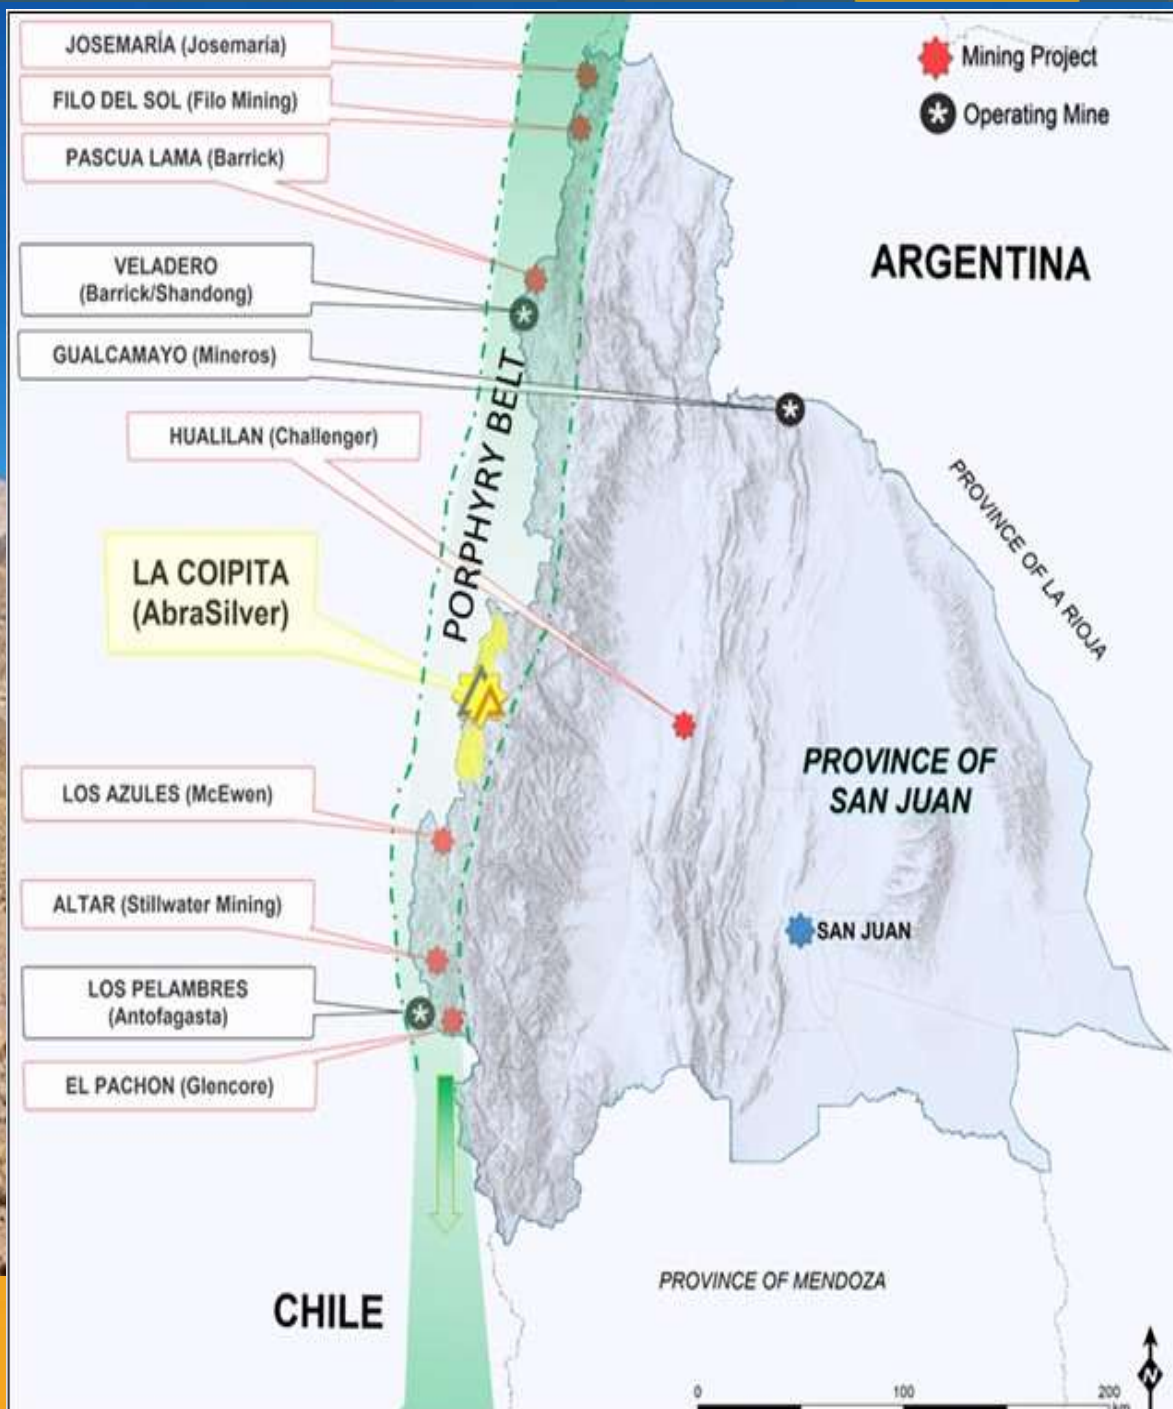 JOSEMARÍA (Josemaria)
FILO DEL SOL (Filo Mining)
PASCUA LAMA (Barrick)
VELADERO
(Barrick/Shandong)
GUALCAMAYO (Mineros)
HUALILAN (Challenger)
LA COIPITA
(AbraSilver)
LOS AZULES (McEwen)
ALTAR (Stillwater Mining)
LOS PELAMBRES
(Antofagasta)
EL PACHON (Glencore)
PORPHYRY BELT
Mining Project
Operating Mine
ARGENTINA
PROVINCE OF LA RIOJA
PROVINCE OF
SAN JUAN
SAN JUAN
PROVINCE OF MENDOZA
CHILE
0 100 200
km
N